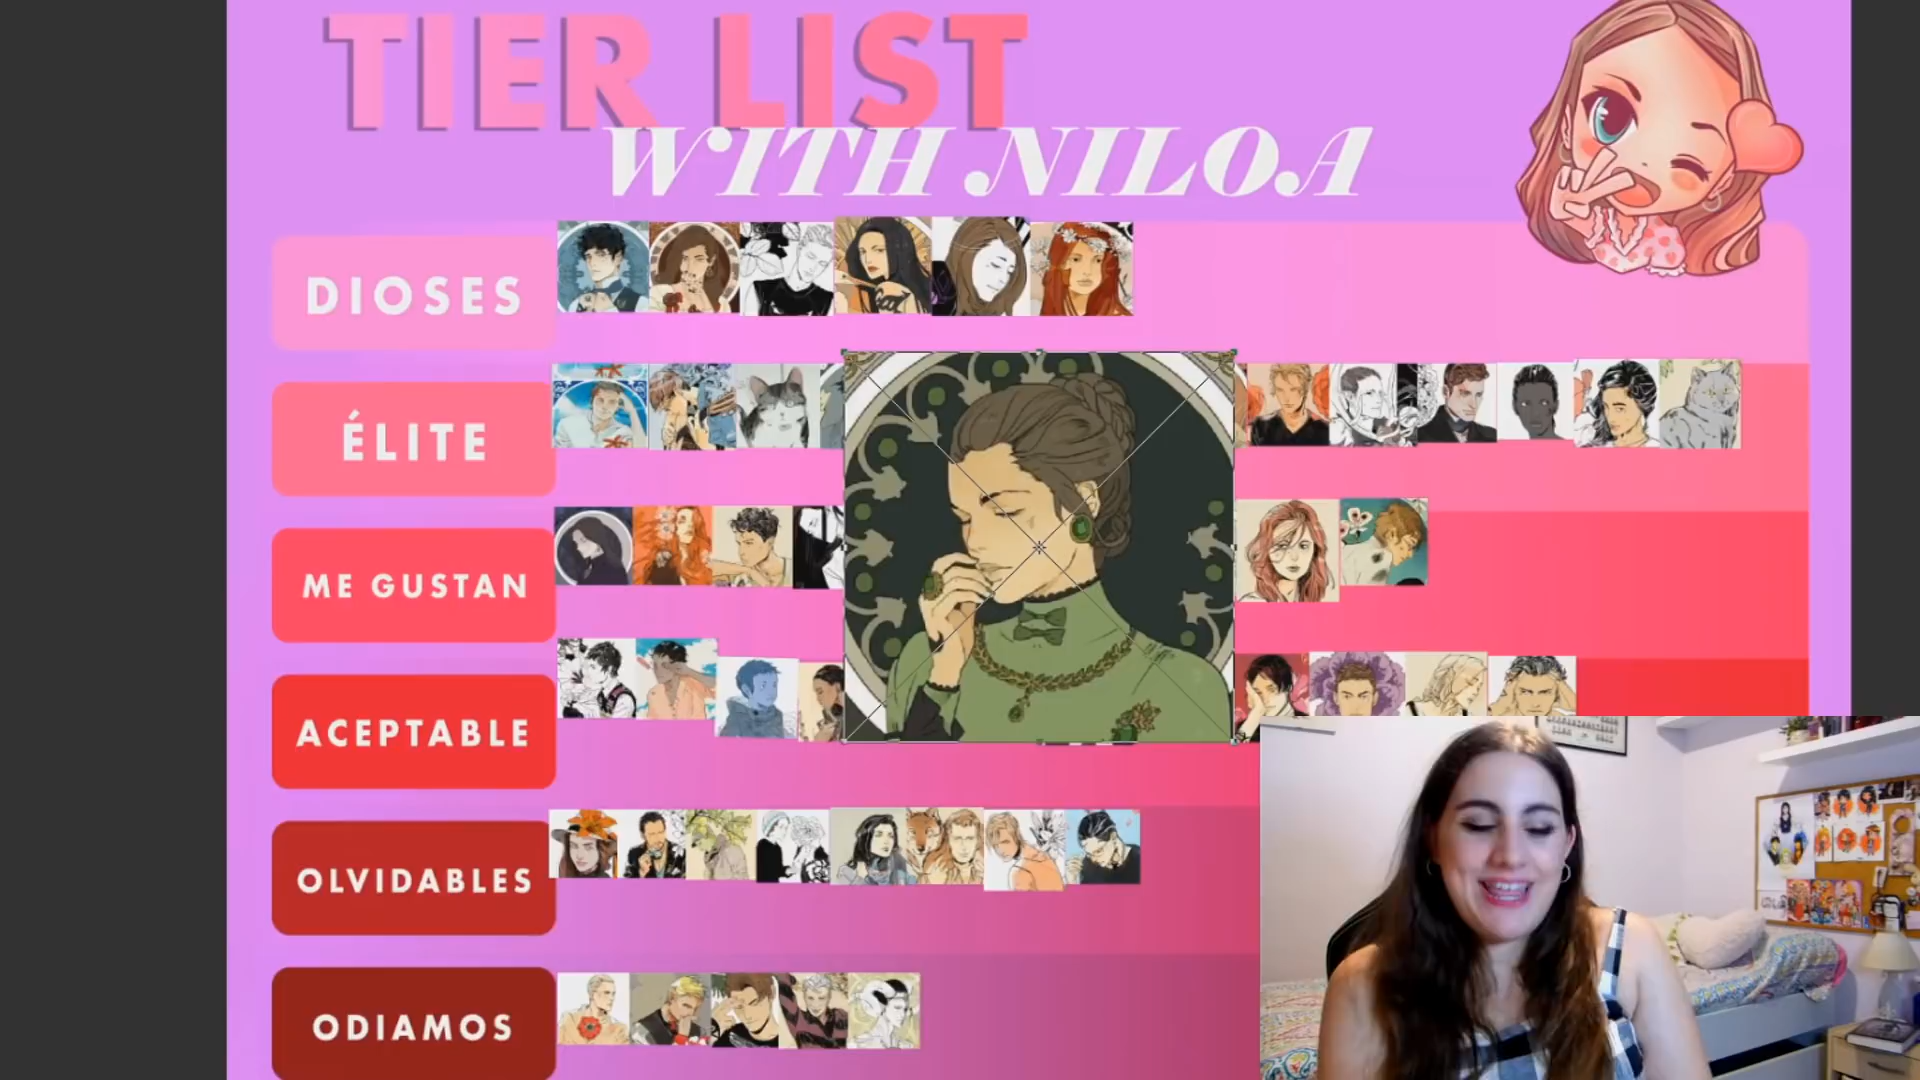 TIER LIST
WITH NILOA
DIOSES
ÉLITE
ME GUSTAN
ACEPTABLE
OLVIDABLES
ODIAMOS